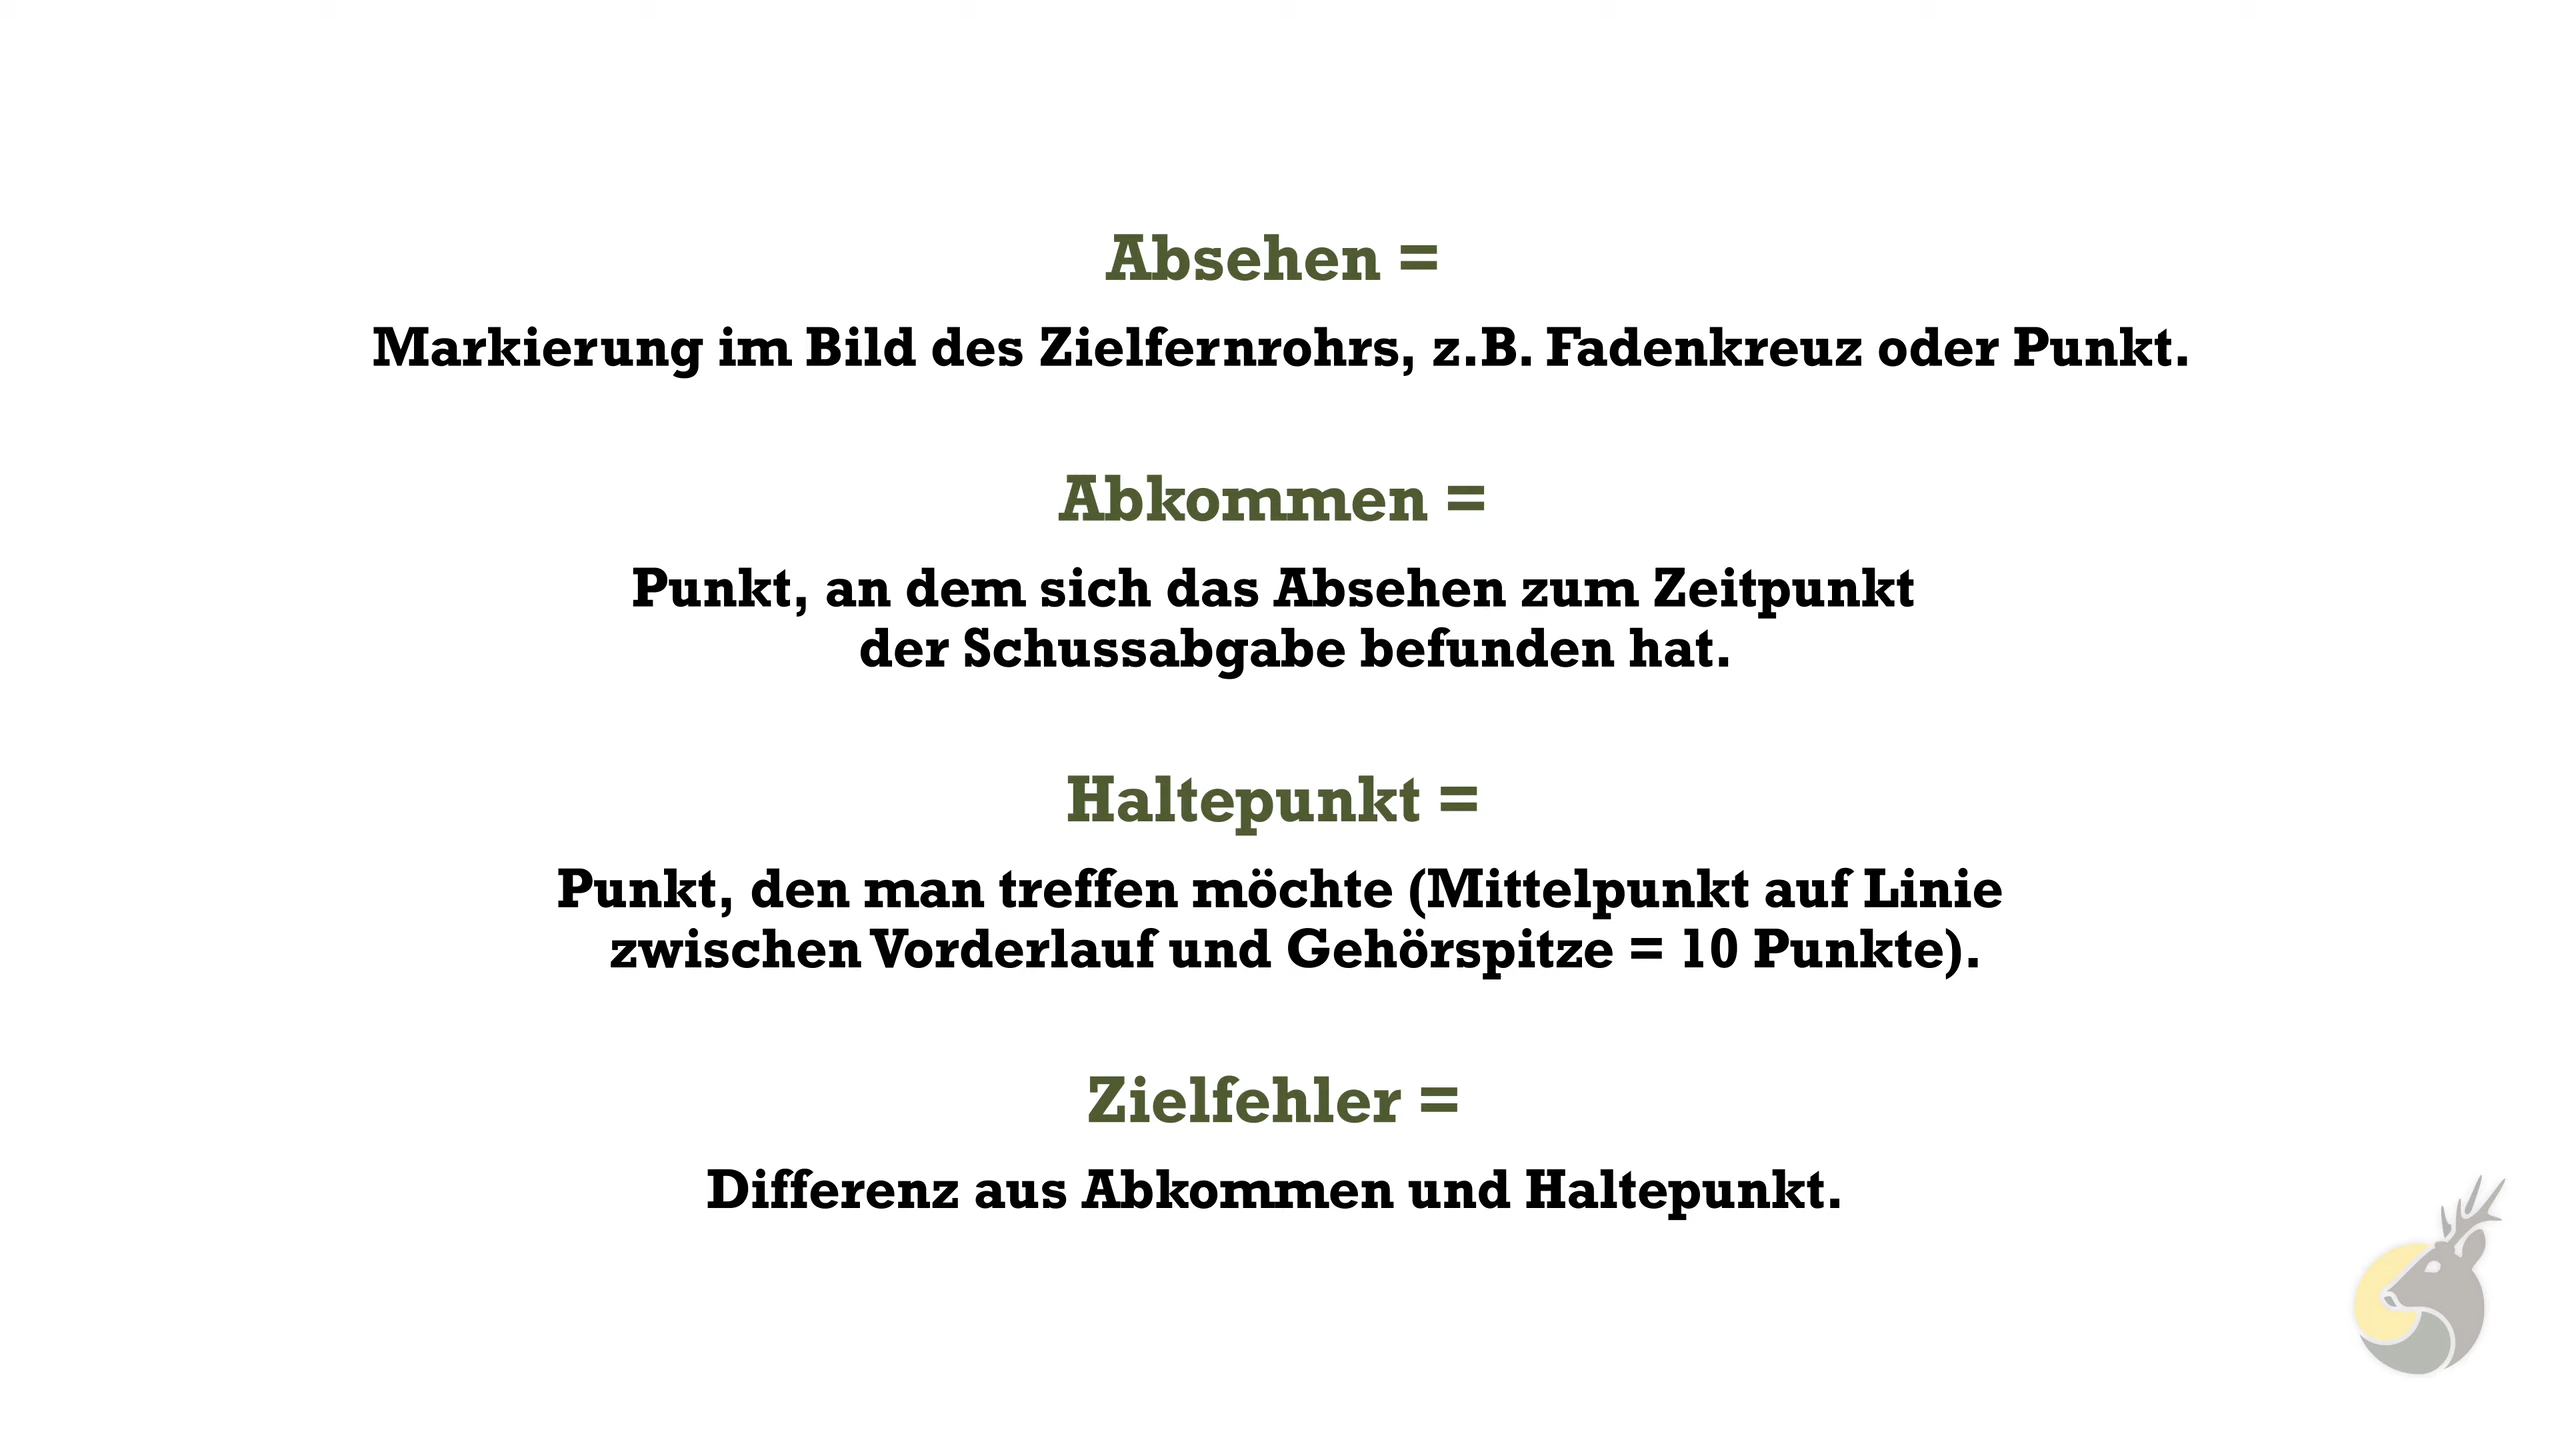 Absehen =
Markierung im Bild des Zielfernrohrs, z.B. Fadenkreuz oder Punkt.
Abkommen =
Punkt, an dem sich das Absehen zum Zeitpunkt
der Schussabgabe befunden hat.
Haltepunkt =
Punkt, den man treffen möchte (Mittelpunkt auf Linie
zwischen Vorderlauf und Gehörspitze = 10 Punkte).
Zielfehler =
Differenz aus Abkommen und Haltepunkt.